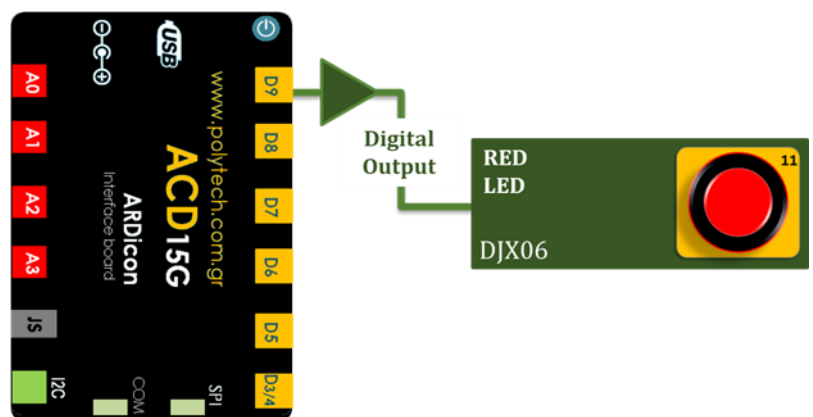 USB
A0
A1
A2
A3
JS
I2C
COM
SPI
D9
D8
D7
D6
D5
D3/4
www.polytech.com.gr
ACD15G
ARDicon
Interface board
Digital
Output
RED
LED
DJX06
11